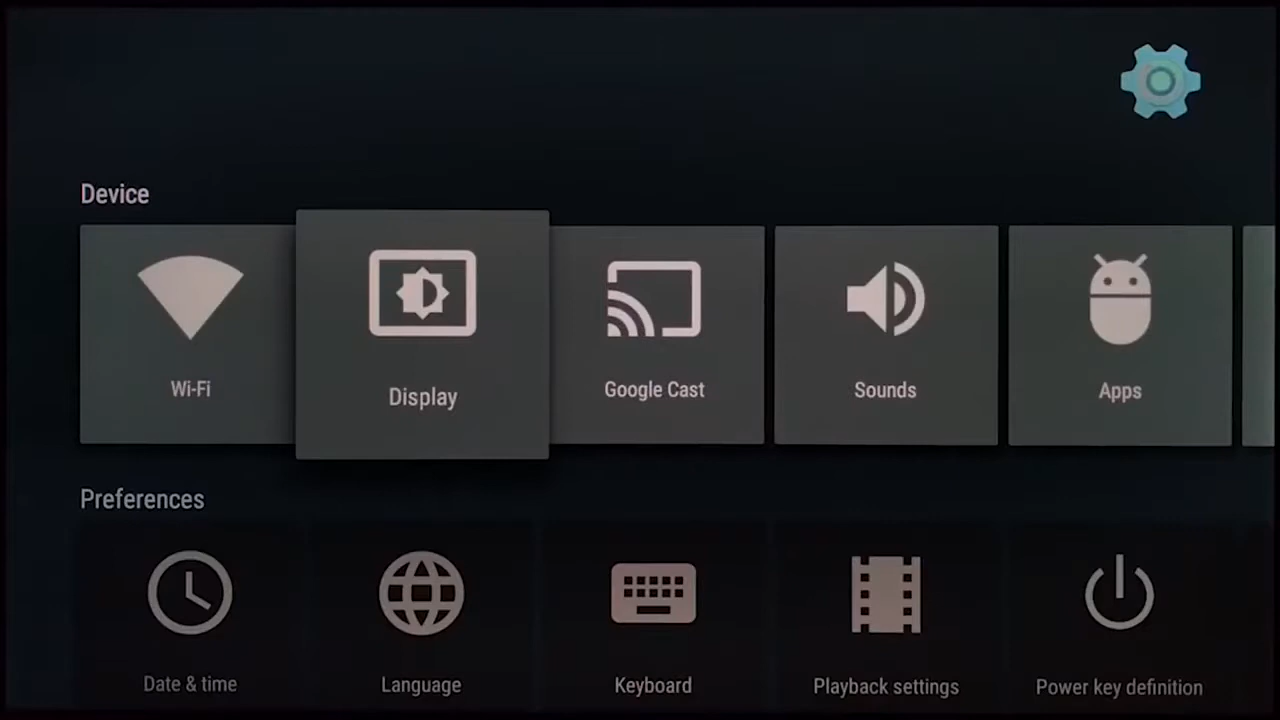 Device
Wi-Fi
Display
Google Cast
Sounds
Apps
Preferences
Date & time
Language
Keyboard
Playback settings
Power key definition